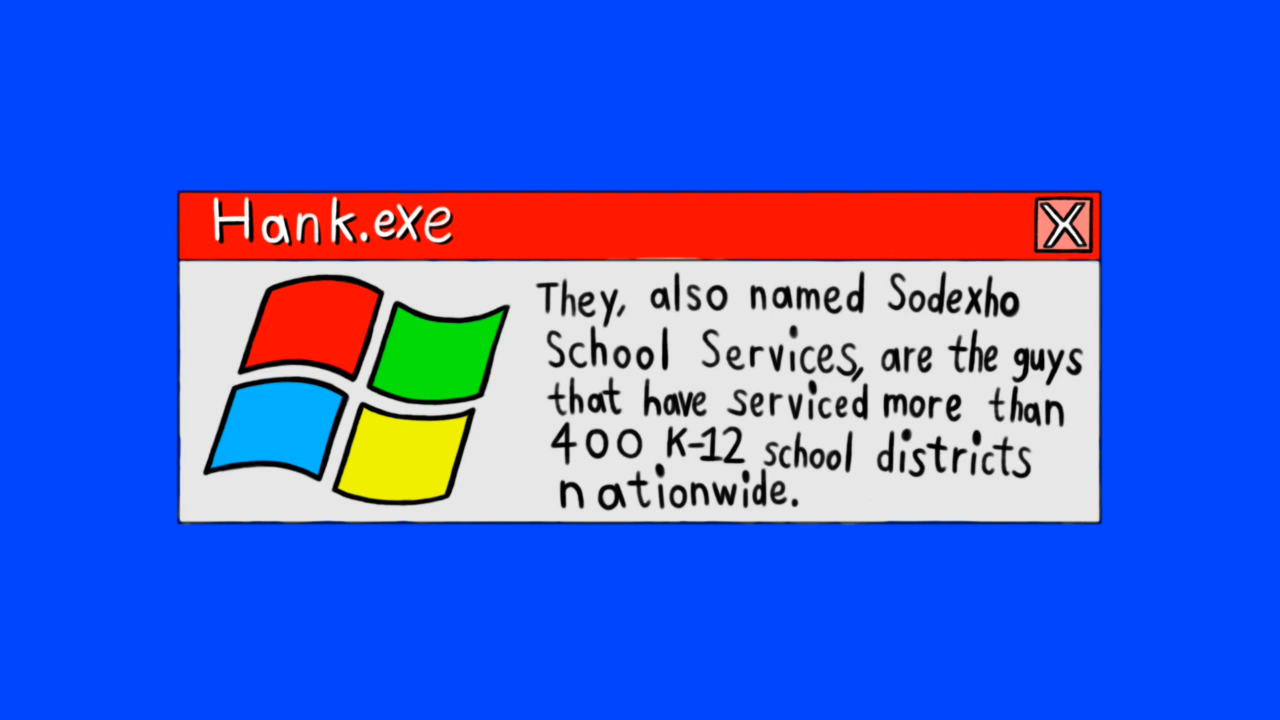 Hank.exe
X
They, also named Sodexho
School Services, are the guys
that have serviced more than
400 K-12 school districts
nationwide.